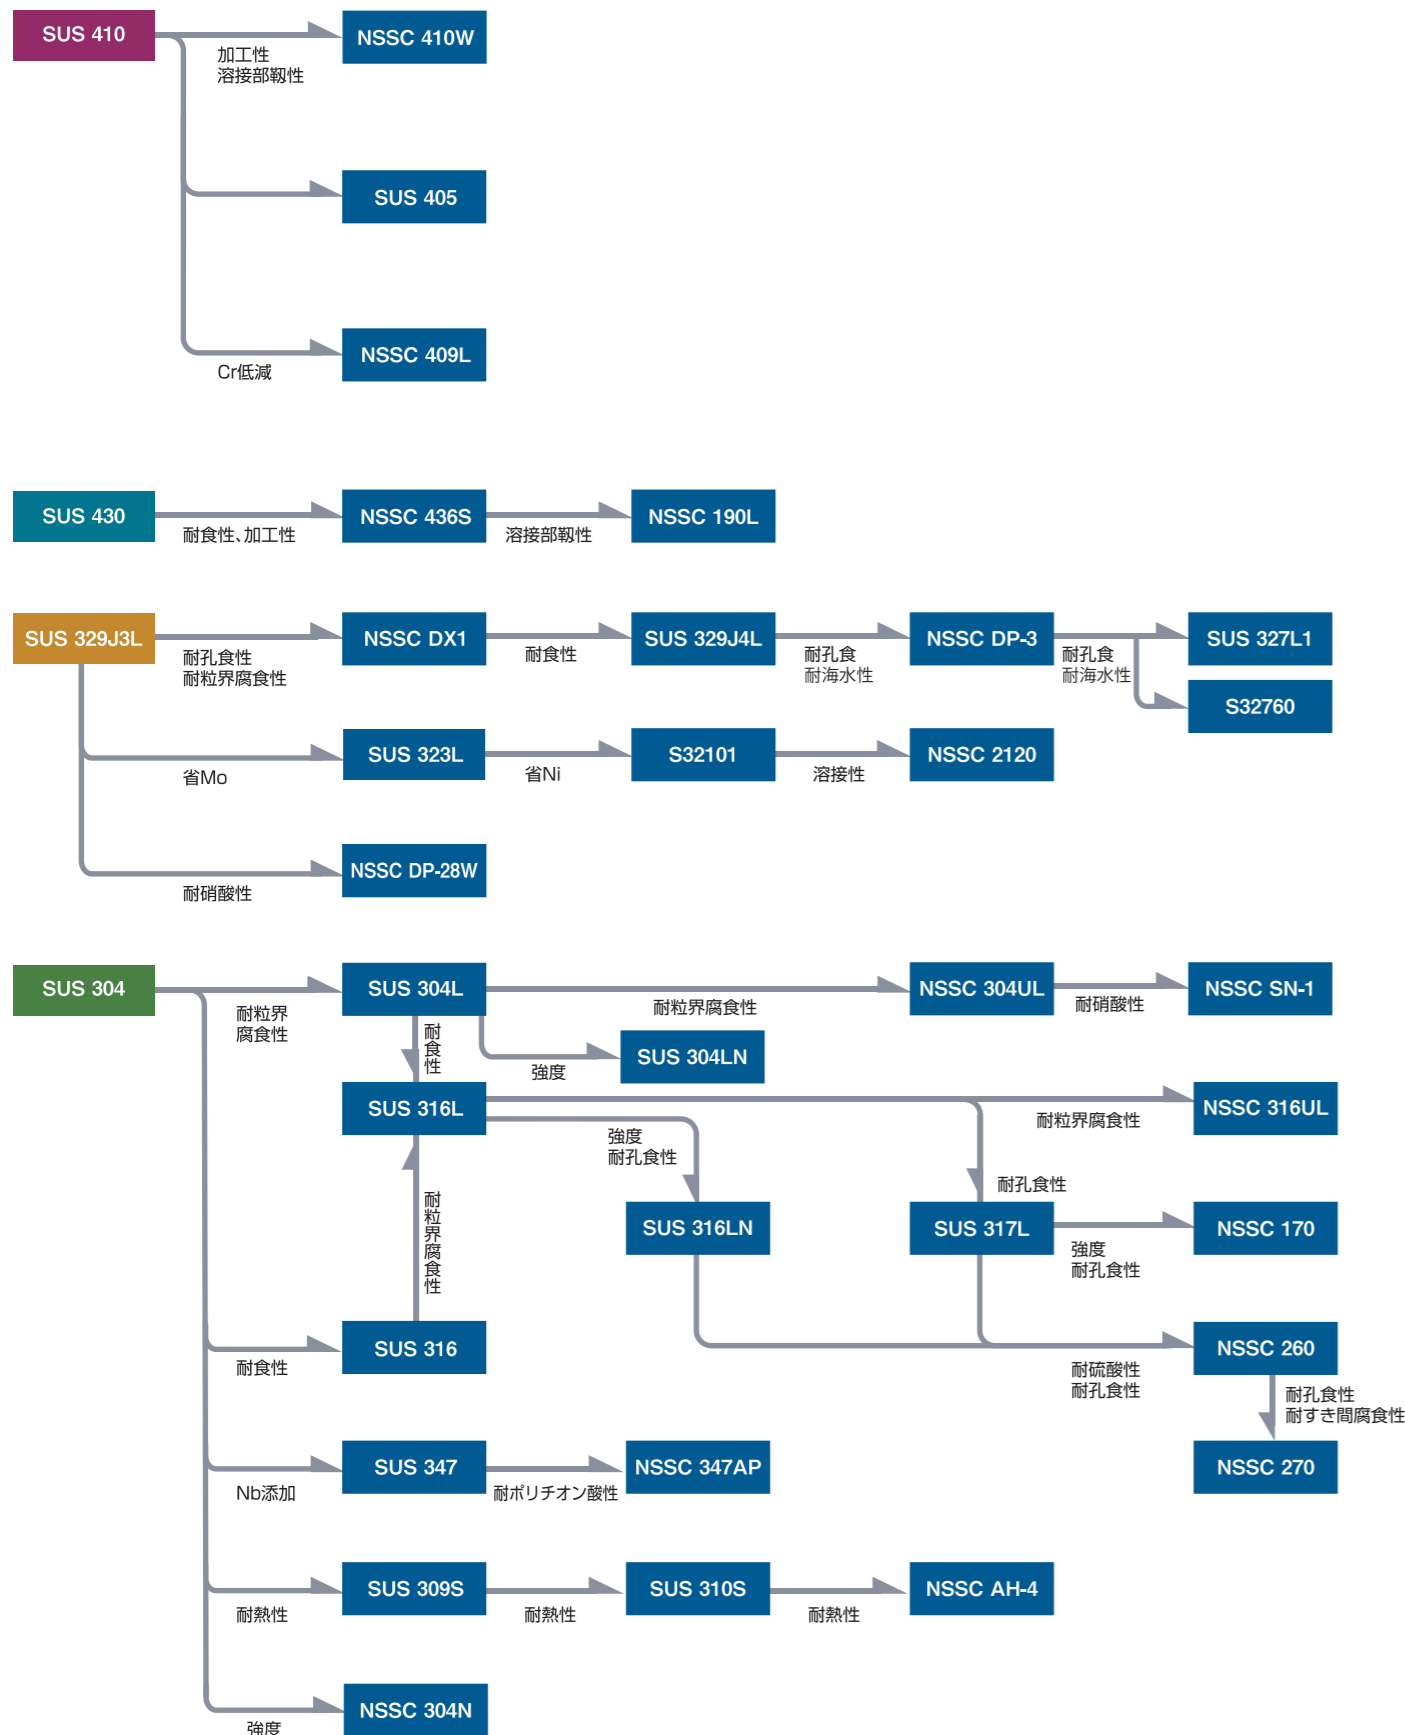 SUS 410
NSSC 410W
加工性
溶接部靱性
SUS 405
NSSC 409L
Cr低減
SUS 430
NSSC 436S
NSSC 190L
耐食性、加工性
溶接部靱性
SUS 329J3L
NSSC DX1
SUS 329J4L
NSSC DP-3
SUS 327L1
耐孔食性
耐粒界腐食性
耐食性
耐孔食
耐海水性
耐孔食
耐海水性
S32760
SUS 323L
S32101
NSSC 2120
省Mo
省Ni
溶接性
NSSC DP-28W
耐硝酸性
SUS 304
SUS 304L
NSSC 304UL
NSSC SN-1
耐粒界
腐食性
耐粒界腐食性
耐硝酸性
耐食性
強度
SUS 304LN
SUS 316L
NSSC 316UL
強度
耐孔食性
耐粒界腐食性
耐孔食性
耐粒界腐食性
SUS 316LN
SUS 317L
NSSC 170
強度
耐孔食性
SUS 316
NSSC 260
耐食性
耐硫酸性
耐孔食性
耐孔食性
耐すき間腐食性
SUS 347
NSSC 347AP
NSSC 270
Nb添加
耐ポリチオン酸性
SUS 309S
SUS 310S
NSSC AH-4
耐熱性
耐熱性
耐熱性
NSSC 304N
強度